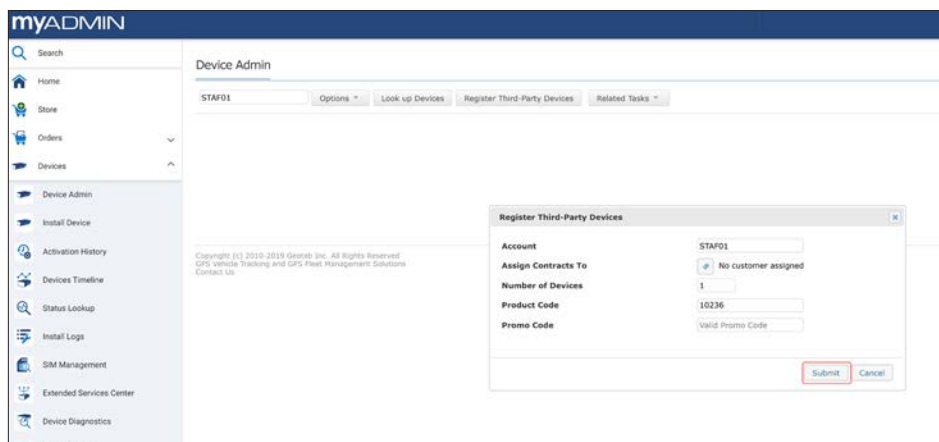 myADMIN
Search
Home
Store
Orders
Devices
Device Admin
Install Device
Activation History
Devices Timeline
Status Lookup
Install Logs
SIM Management
Extended Services Center
Device Diagnostics
Device Admin
STAF01 Options Look up Devices Register Third-Party Devices Related Tasks
Copyright (c) 2010-2019 Geotab Inc. All Rights Reserved
GPS Vehicle Tracking and GPS Fleet Management Solutions
Contact Us
Register Third-Party Devices
Account STAF01
Assign Contracts To No customer assigned
Number of Devices 1
Product Code 10236
Promo Code Valid Promo Code
Submit Cancel